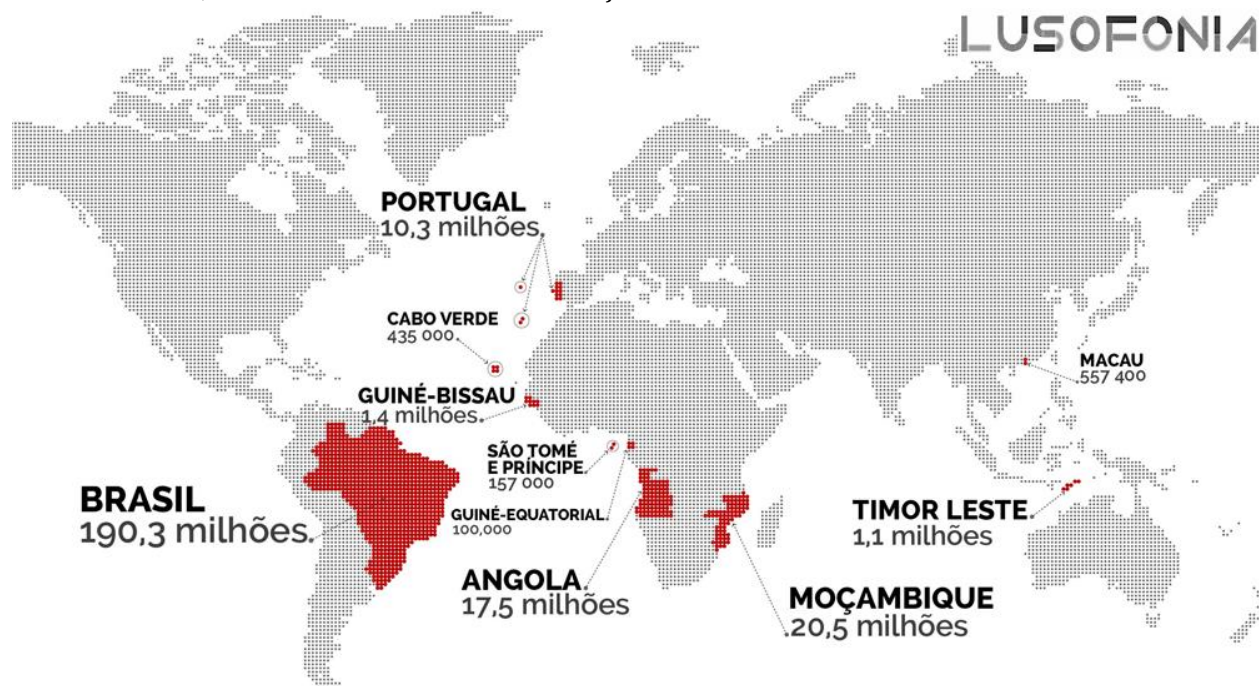 LUSOFONIA
PORTUGAL
10,3 milhões
CABO VERDE
435 000
MACAU
557 400
GUINÉ-BISSAU
1,4 milhões
SÃO TOMÉ
E PRÍNCIPE
157 000
BRASIL
190,3 milhões
GUINÉ-EQUATORIAL
100,000
TIMOR LESTE
1,1 milhões
ANGOLA
17,5 milhões
MOÇAMBIQUE
20,5 milhões